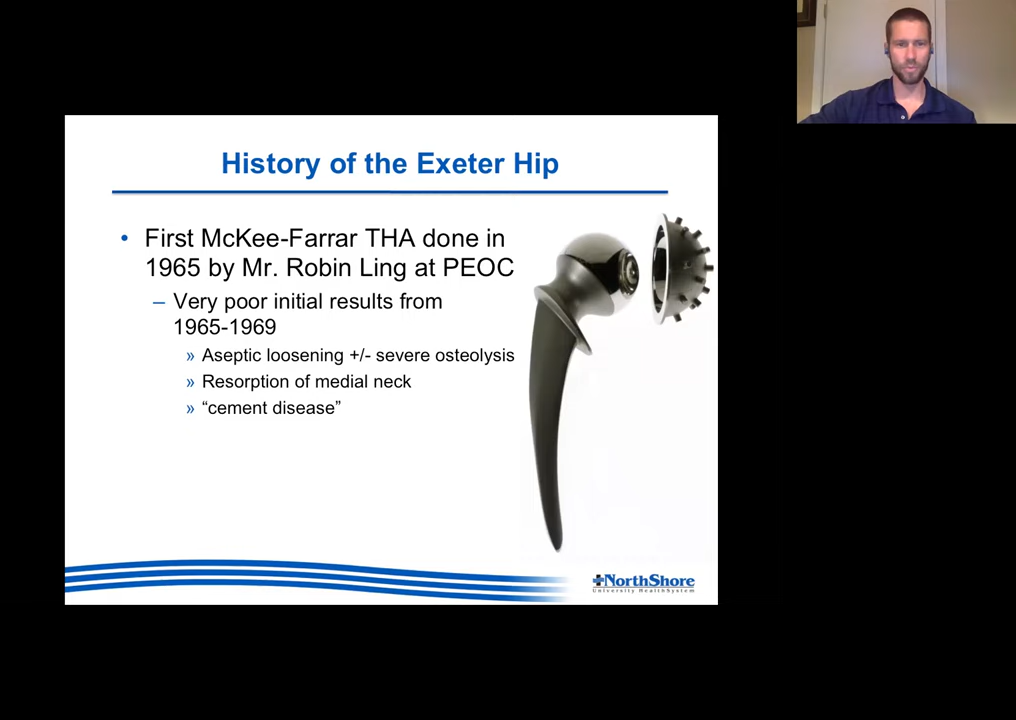 History of the Exeter Hip
• First McKee-Farrar THA done in
1965 by Mr. Robin Ling at PEOC
– Very poor initial results from
1965-1969
» Aseptic loosening +/- severe osteolysis
» Resorption of medial neck
» “cement disease”
NorthShore
University HealthSystem